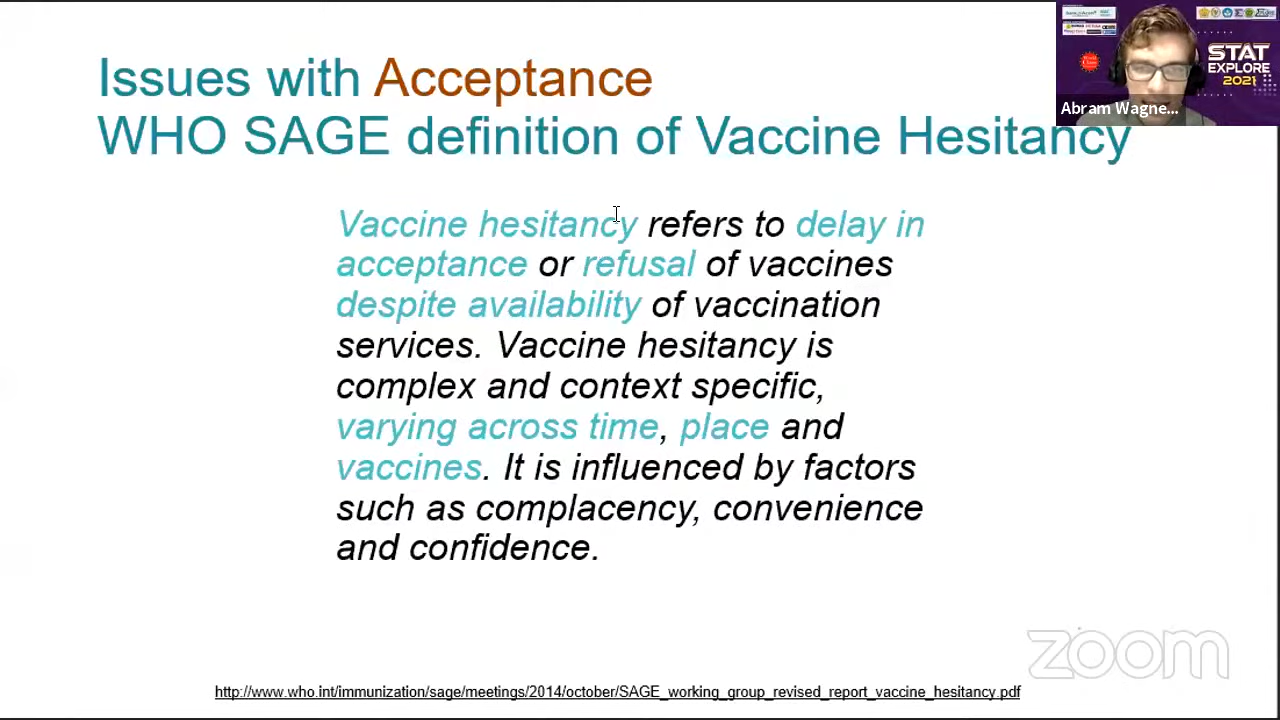 Issues with Acceptance
WHO SAGE definition of Vaccine Hesitancy
Vaccine hesitancy refers to delay in
acceptance or refusal of vaccines
despite availability of vaccination
services. Vaccine hesitancy is
complex and context specific,
varying across time, place and
vaccines. It is influenced by factors
such as complacency, convenience
and confidence.
http://www.who.int/immunization/sage/meetings/2014/october/SAGE_working_group_revised_report_vaccine_hesitancy.pdf
STAT
EXPLORE
2021
Abram Wagne...
zoom